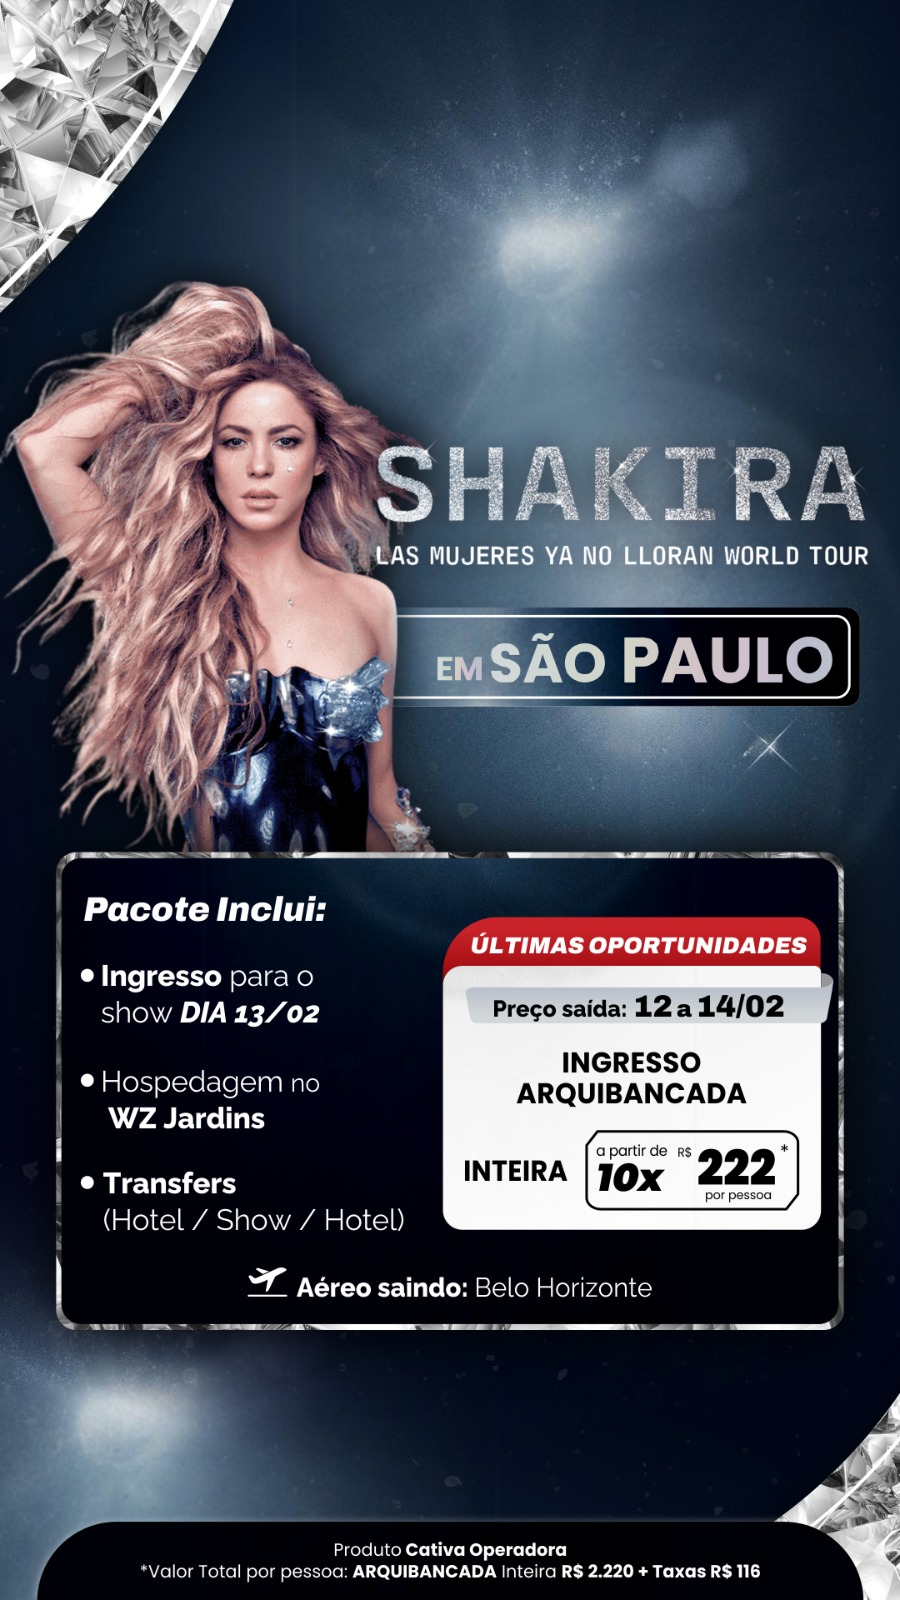 SHAKIRA
LAS MUJERES YA NO LLORAN WORLD TOUR
EM SÃO PAULO
Pacote Inclui:
• Ingresso para o
show DIA 13/02
• Hospedagem no
WZ Jardins
• Transfers
(Hotel / Show / Hotel)
ÚLTIMAS OPORTUNIDADES
Preço saída: 12 a 14/02
INGRESSO
ARQUIBANCADA
INTEIRA
a partir de
10x
R$ 222*
por pessoa
Aéreo saindo: Belo Horizonte
Produto Cativa Operadora
*Valor Total por pessoa: ARQUIBANCADA Inteira R$ 2.220 + Taxas R$ 116